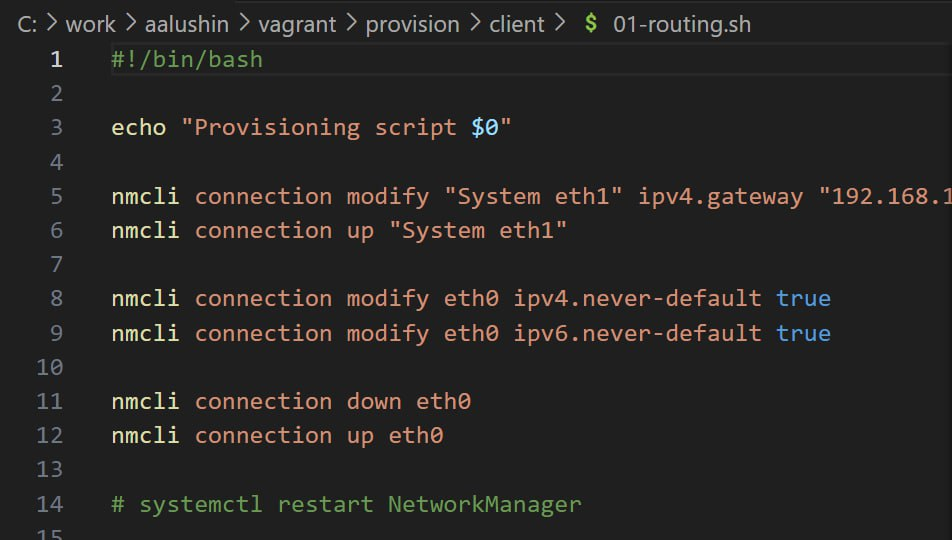 C: > work > aalushin > vagrant > provision > client > $ 01-routing.sh
1 #!/bin/bash
2
3 echo "Provisioning script $0"
4
5 nmcli connection modify "System eth1" ipv4.gateway "192.168.1
6 nmcli connection up "System eth1"
7
8 nmcli connection modify eth0 ipv4.never-default true
9 nmcli connection modify eth0 ipv6.never-default true
10
11 nmcli connection down eth0
12 nmcli connection up eth0
13
14 # systemctl restart NetworkManager
15